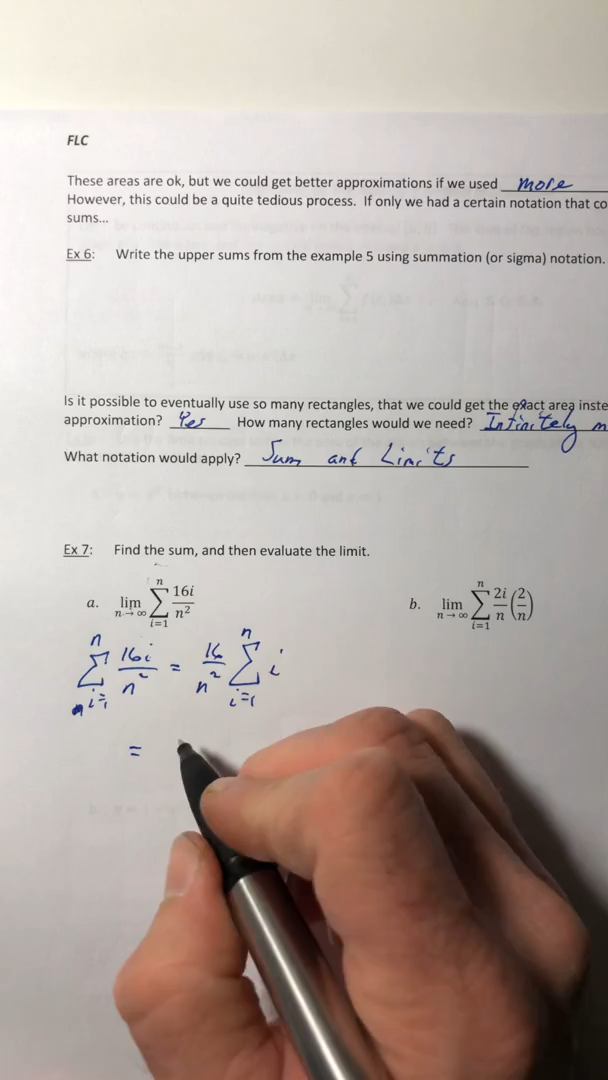 FLC
These areas are ok, but we could get better approximations if we used more
However, this could be a quite tedious process. If only we had a certain notation that co
sums...
Ex 6: Write the upper sums from the example 5 using summation (or sigma) notation.
Is it possible to eventually use so many rectangles, that we could get the exact area inste
approximation? Yes How many rectangles would we need? Infinitely m
What notation would apply? Sum and Limits
Ex 7: Find the sum, and then evaluate the limit.
a. lim n→∞ ∑ i=1 n 16i/n² b. lim n→∞ ∑ i=1 n 2i/n (2/n)
∑ i=1 n 16i/n² = 16/n² ∑ i=1 n i
=